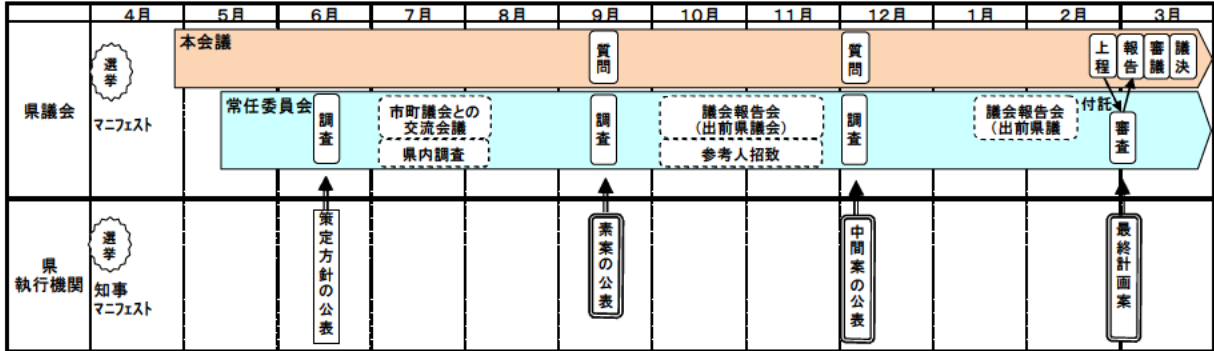 4月 5月 6月 7月 8月 9月 10月 11月 12月 1月 2月 3月
県議会
選挙
マニフェスト
本会議
質問
質問
上程
報告
審議
議決
常任委員会
調査
市町議会との
交流会議
県内調査
調査
議会報告会
(出前県議会)
参考人招致
調査
議会報告会
(出前県議
付託
審査
県
執行機関
選挙
知事
マニフェスト
策定方針の公表
素案の公表
中間案の公表
最終計画案